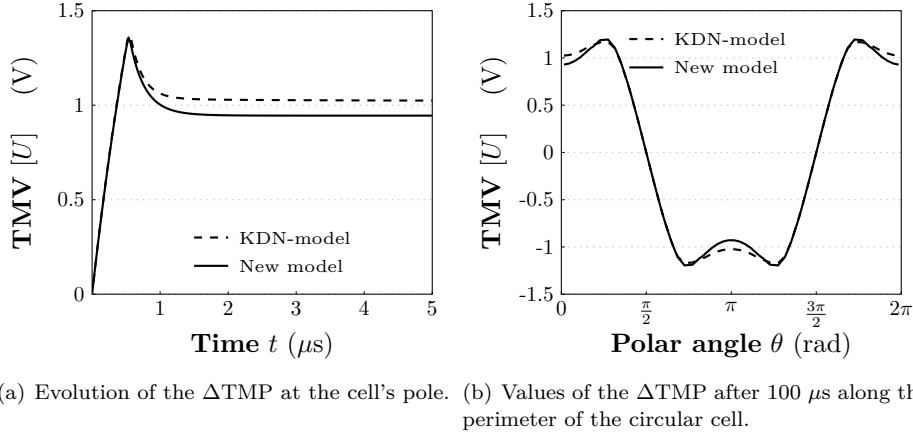 1.5
1
0.5
0
1
2
3
4
5
TMV [U] (V)
Time t (μs)
KDN-model
New model
1.5
1
0.5
0
-0.5
-1
-1.5
0
π/2
π
3π/2
2π
TMV [U] (V)
Polar angle θ (rad)
KDN-model
New model
a) Evolution of the ΔTMP at the cell's pole.
(b) Values of the ΔTMP after 100 μs along th
perimeter of the circular cell.